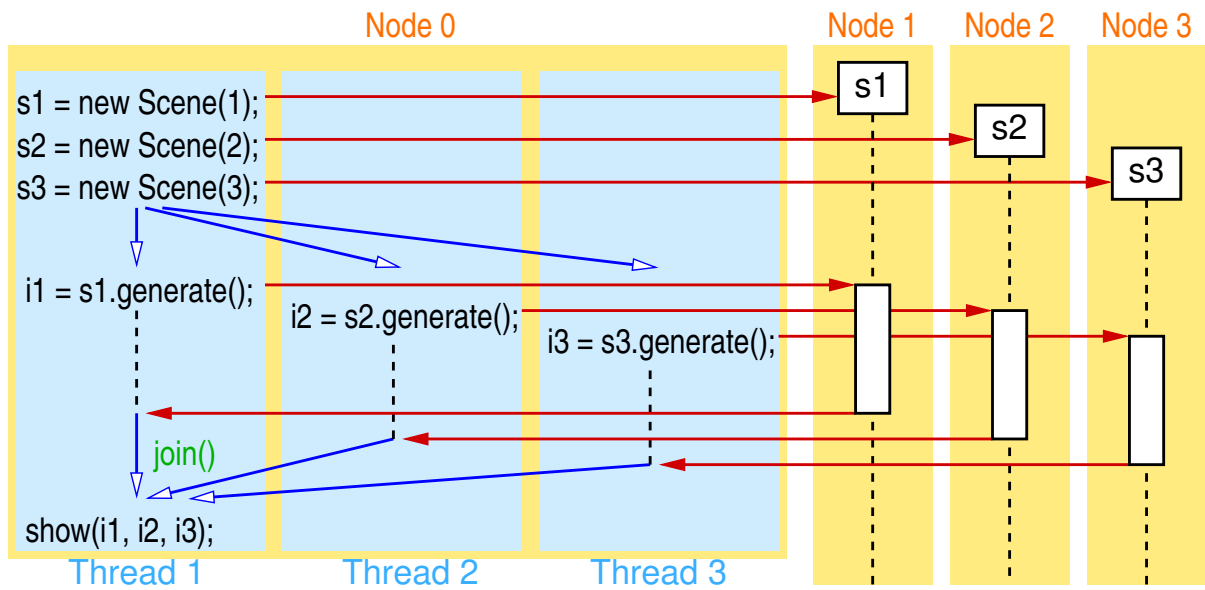 Node 0 Node 1 Node 2 Node 3
s1 = new Scene(1); s1
s2 = new Scene(2); s2
s3 = new Scene(3); s3
i1 = s1.generate();
i2 = s2.generate();
i3 = s3.generate();
join()
show(i1, i2, i3);
Thread 1 Thread 2 Thread 3